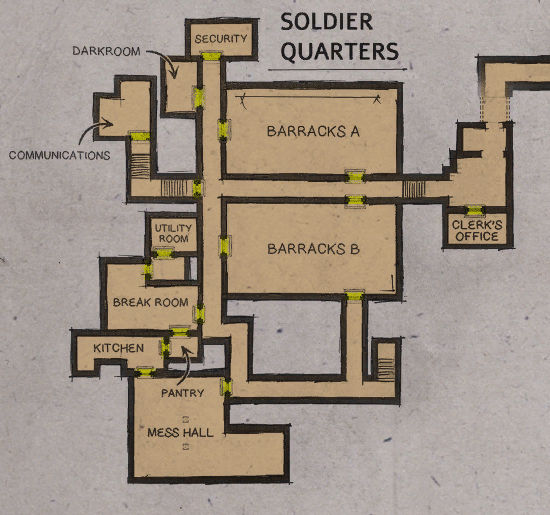 SOLDIER
QUARTERS
SECURITY
DARKROOM
COMMUNICATIONS
BARRACKS A
UTILITY
ROOM
CLERK'S
OFFICE
BARRACKS B
BREAK ROOM
KITCHEN
PANTRY
MESS HALL